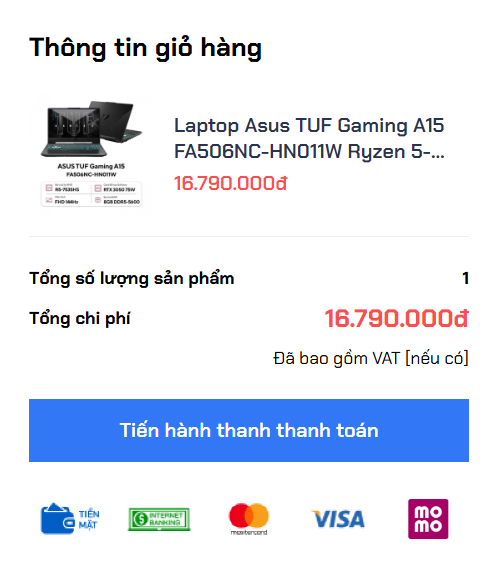 Thông tin giỏ hàng
Laptop Asus TUF Gaming A15
FA506NC-HN011W Ryzen 5-...
16.790.000đ
ASUS TUF Gaming A15
FA506NC-HN011W
R5-7535HS
RTX 3050 75W
FHD 144Hz
8GB DDR5-5600
Tổng số lượng sản phẩm 1
Tổng chi phí 16.790.000đ
Đã bao gồm VAT [nếu có]
Tiến hành thanh thanh toán
TIỀN MẶT
INTERNET BANKING
mastercard
VISA
mo mo